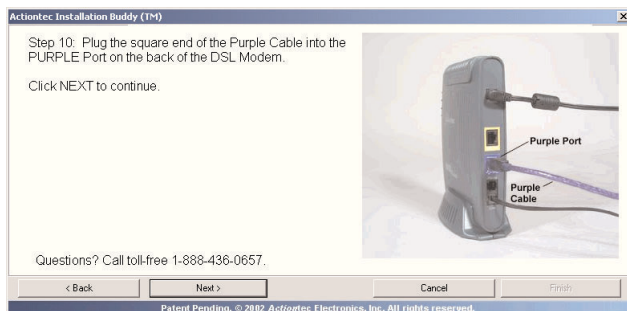 Actiontec Installation Buddy (TM)
Step 10: Plug the square end of the Purple Cable into the
PURPLE Port on the back of the DSL Modem.
Click NEXT to continue.
Purple Port
Purple
Cable
Questions? Call toll-free 1-888-436-0657.
< Back
Next >
Cancel
Finish
Patent Pending. © 2002 Actiontec Electronics, Inc. All rights reserved.